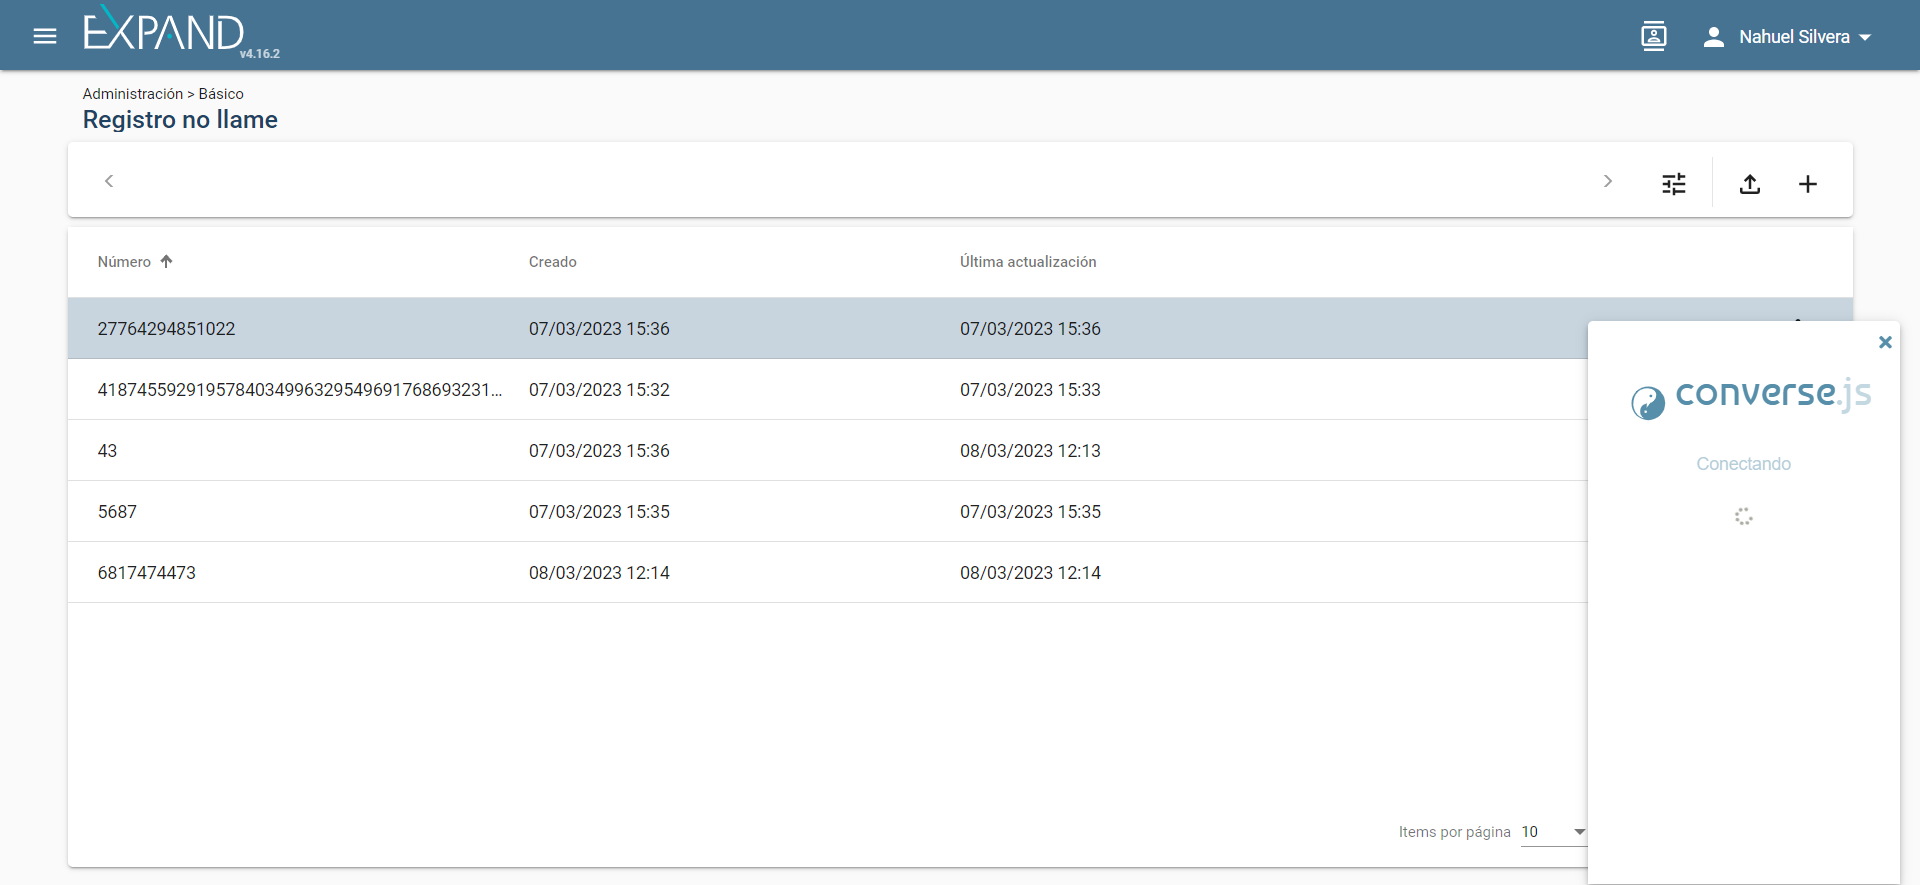 EXPAND
v4.16.2
Nahuel Silvera
Administración > Básico
Registro no llame
Número Creado Última actualización
27764294851022 07/03/2023 15:36 07/03/2023 15:36
41874559291957840349963295496917686​93231... 07/03/2023 15:32 07/03/2023 15:33
43 07/03/2023 15:36 08/03/2023 12:13
5687 07/03/2023 15:35 07/03/2023 15:35
6817474473 08/03/2023 12:14 08/03/2023 12:14
converse.js
Conectando
Items por página 10